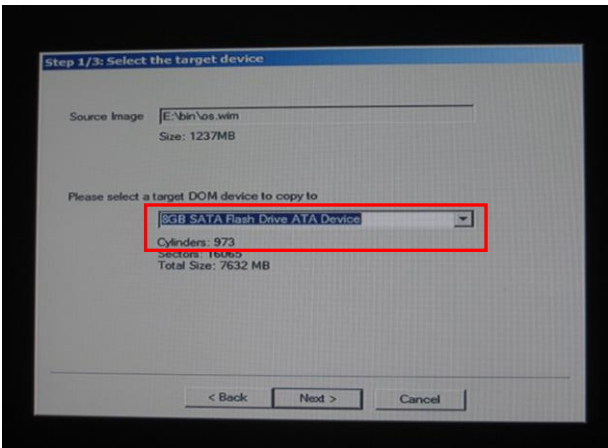 Step 1/3: Select the target device
Source Image E:\bin\os.wim
Size: 1237MB
Please select a target DOM device to copy to
8GB SATA Flash Drive ATA Device
Cylinders: 973
Sectors: 16065
Total Size: 7632 MB
< Back Next > Cancel